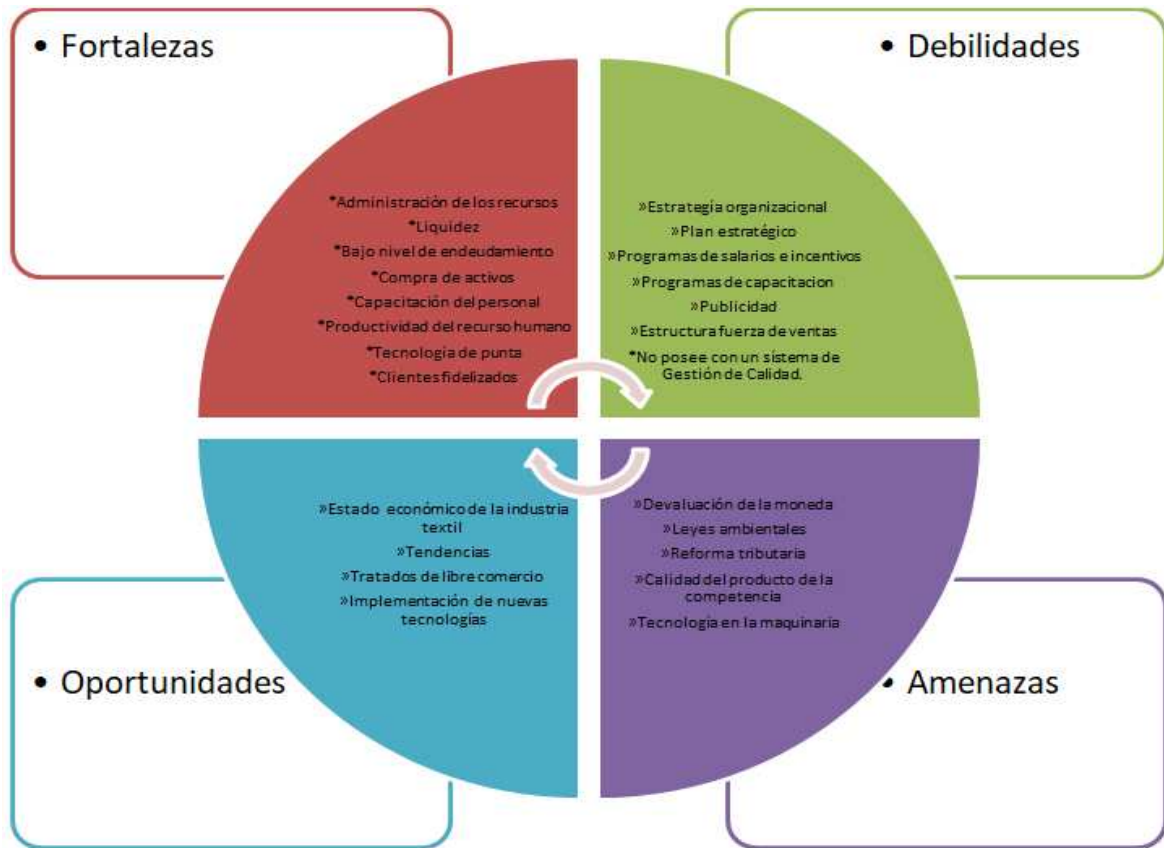 • Fortalezas
*Administración de los recursos
*Liquidez
*Bajo nivel de endeudamiento
*Compra de activos
*Capacitación del personal
*Productividad del recurso humano
*Tecnología de punta
*Clientes fidelizados
• Debilidades
»Estrategia organizacional
»Plan estratégico
»Programas de salarios e incentivos
»Programas de capacitacion
»Publicidad
»Estructura fuerza de ventas
*No posee con un sistema de
Gestión de Calidad.
»Estado económico de la industria
textil
»Tendencias
»Tratados de libre comercio
»Implementación de nuevas
tecnologías
• Oportunidades
»Devaluación de la moneda
»Leyes ambientales
»Reforma tributaria
»Calidad del producto de la
competencia
»Tecnología en la maquinaria
• Amenazas